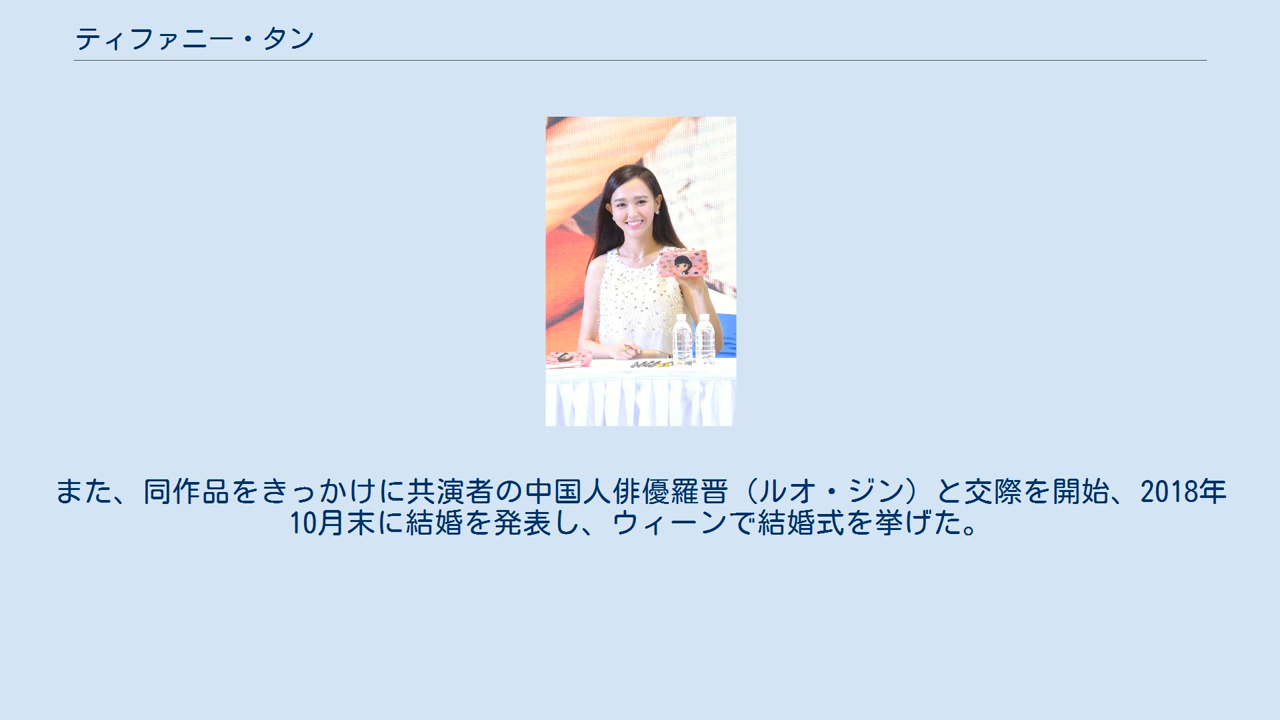 ティファニー・タン
また、同作品をきっかけに共演者の中国人俳優羅晋（ルオ・ジン）と交際を開始、2018年
10月末に結婚を発表し、ウィーンで結婚式を挙げた。